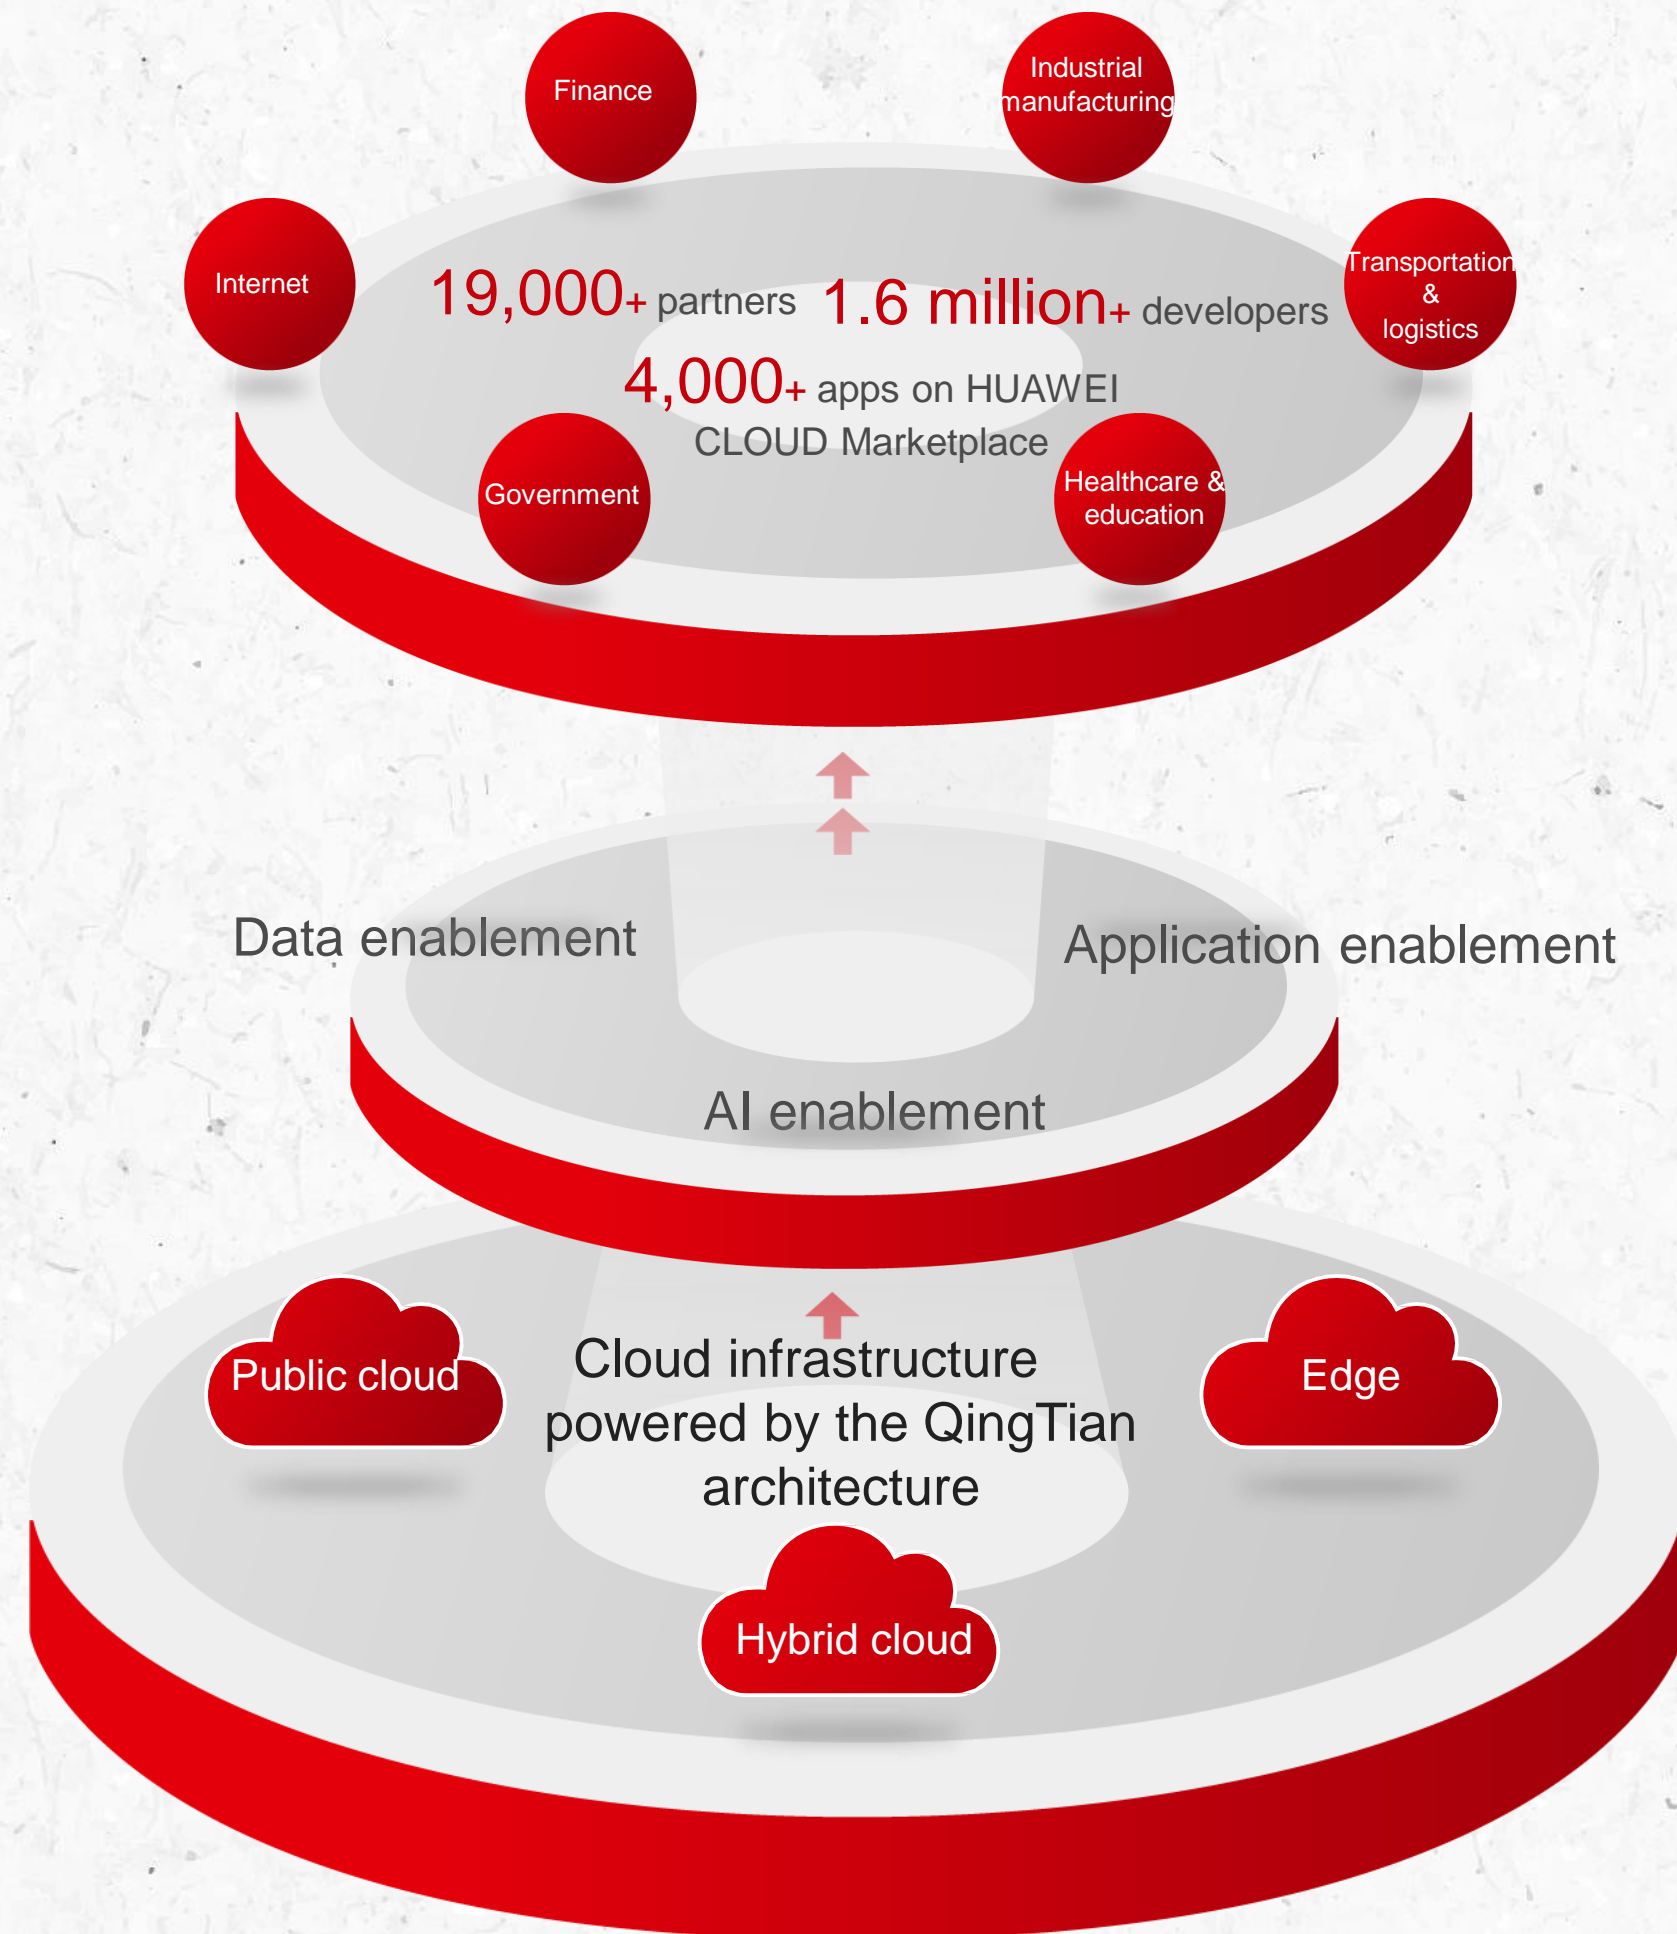 Finance
Industrial
manufacturing
Internet
Transportation
&
logistics
19,000+ partners
1.6 million+ developers
4,000+ apps on HUAWEI
CLOUD Marketplace
Government
Healthcare &
education
Data enablement
Application enablement
AI enablement
Public cloud
Cloud infrastructure
powered by the QingTian
architecture
Edge
Hybrid cloud